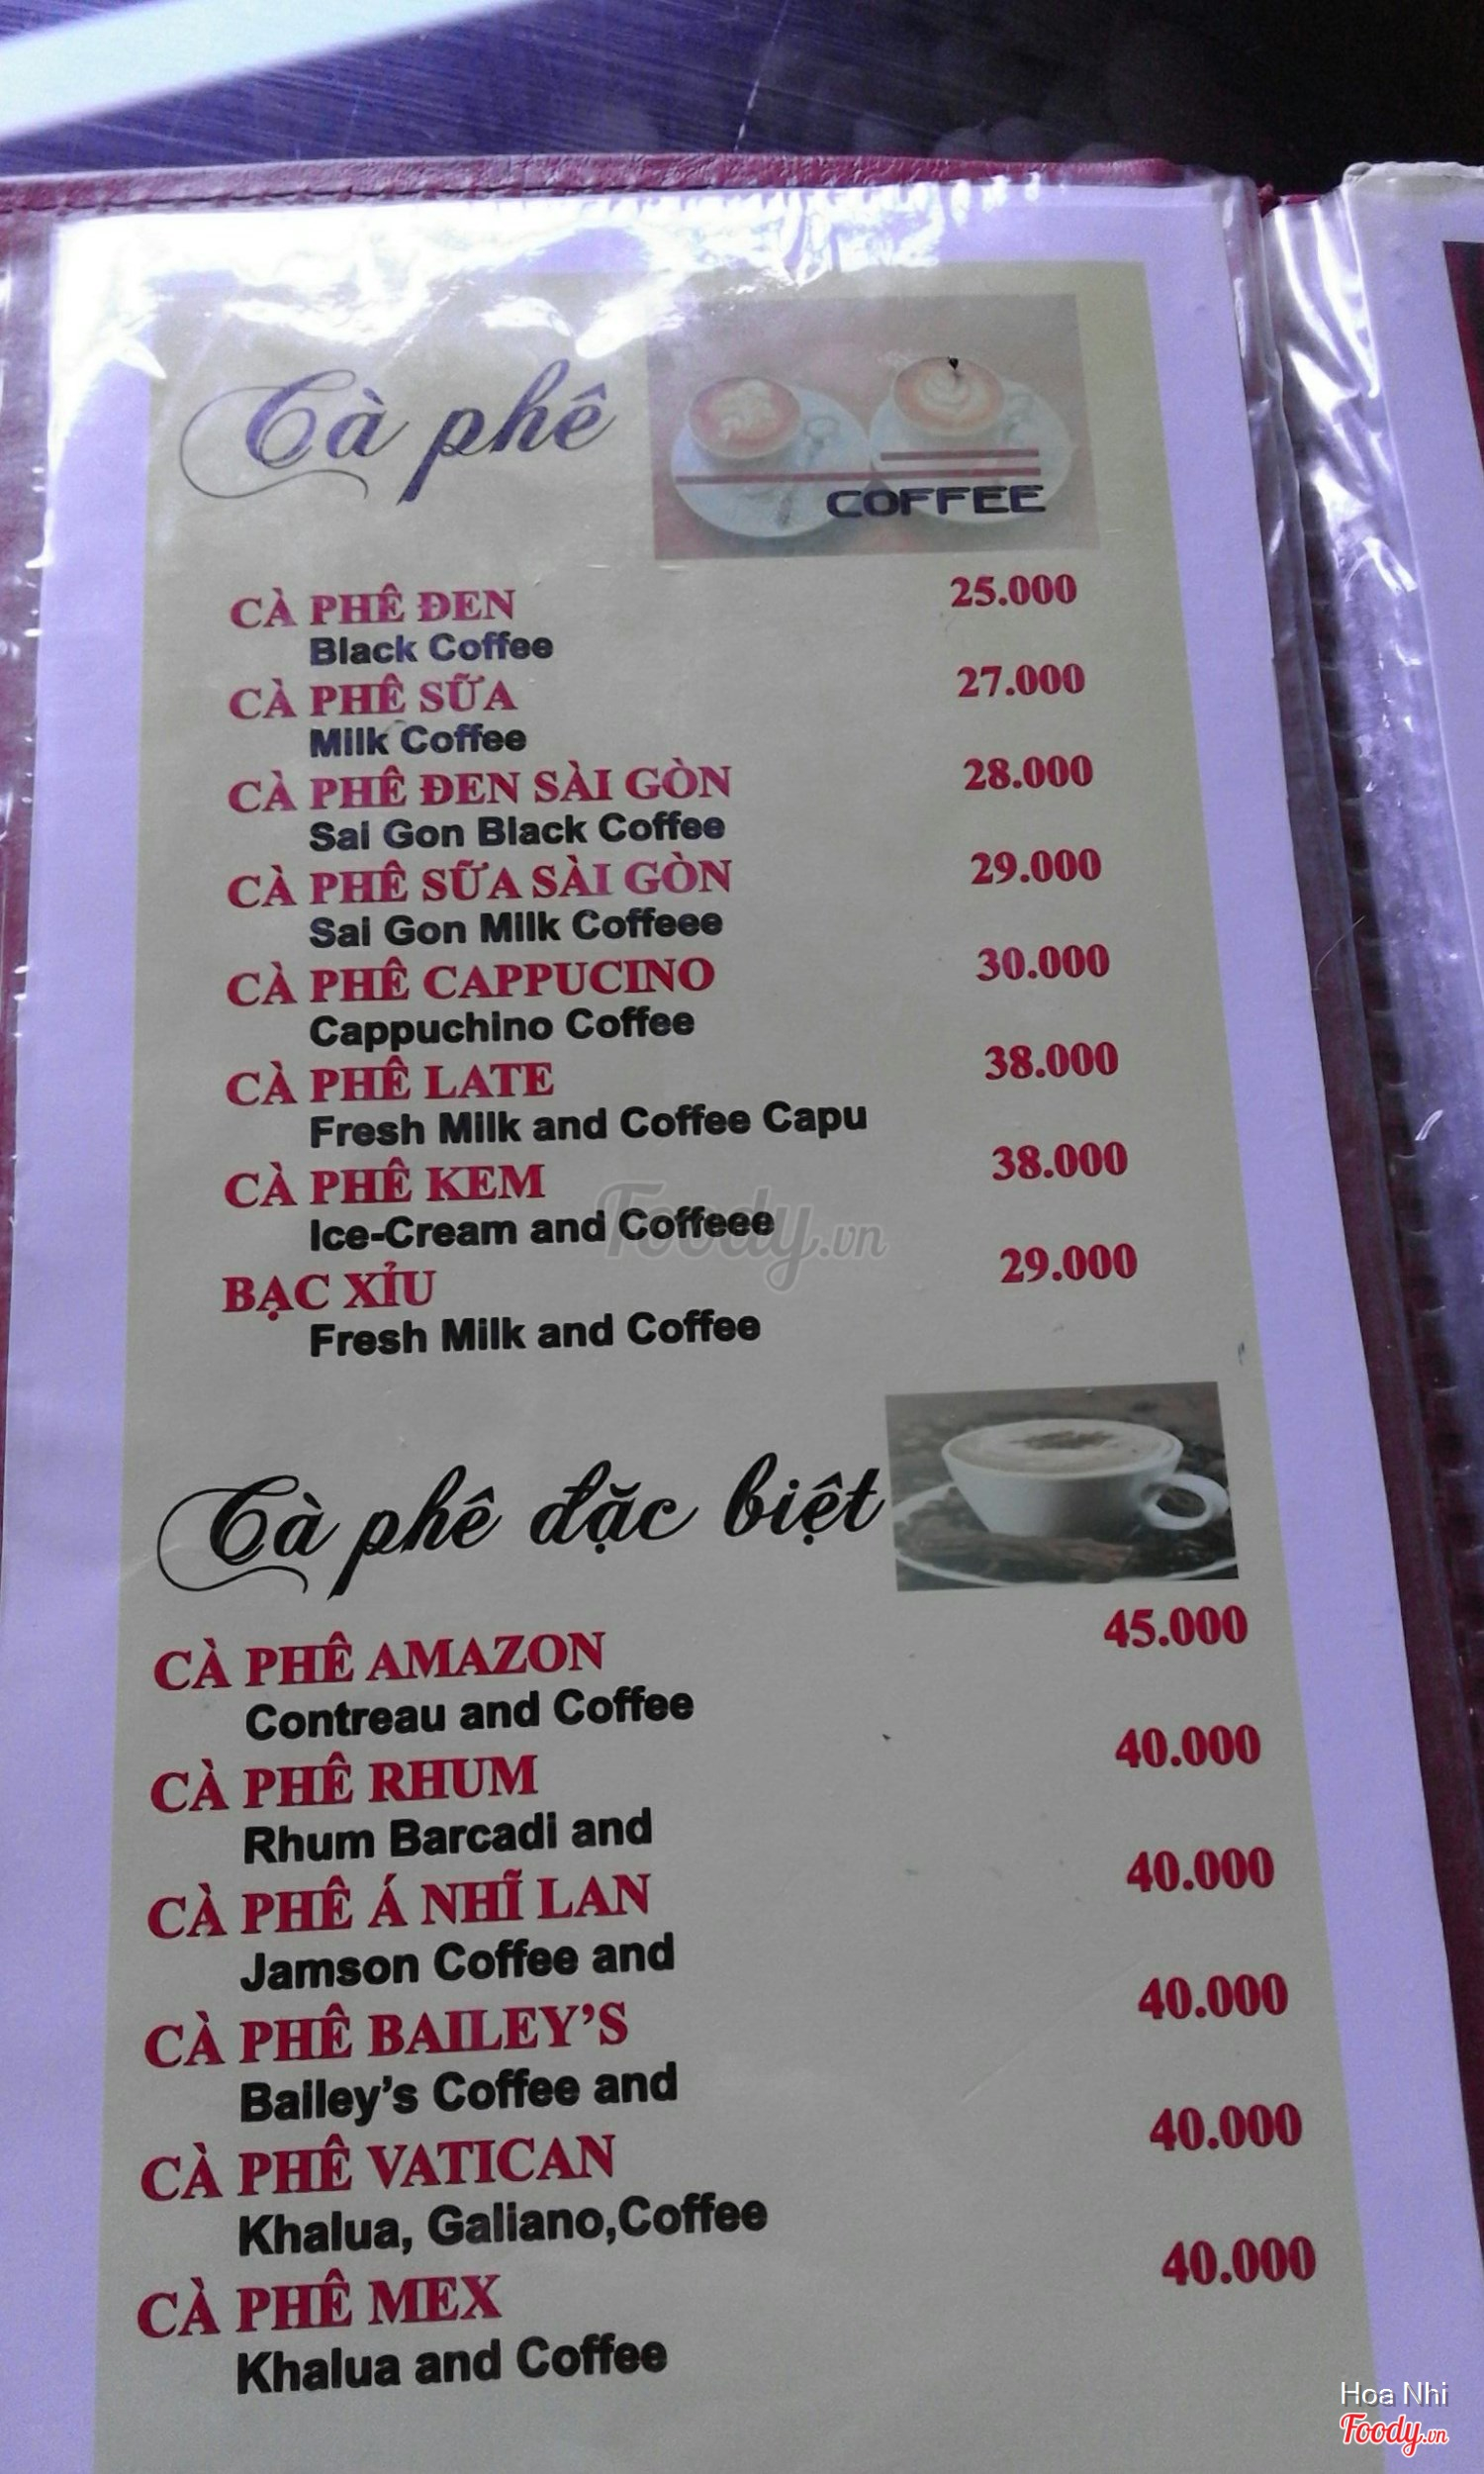 Cà phê
COFFEE
CÀ PHÊ ĐEN 25.000
Black Coffee
CÀ PHÊ SỮA 27.000
Milk Coffee
CÀ PHÊ ĐEN SÀI GÒN 28.000
Sai Gon Black Coffee
CÀ PHÊ SỮA SÀI GÒN 29.000
Sai Gon Milk Coffeee
CÀ PHÊ CAPPUCINO 30.000
Cappuchino Coffee
CÀ PHÊ LATE 38.000
Fresh Milk and Coffee Capu
CÀ PHÊ KEM 38.000
Ice-Cream and Coffeee
Foody.vn
BẠC XỈU 29.000
Fresh Milk and Coffee
Cà phê đặc biệt
CÀ PHÊ AMAZON 45.000
Contreau and Coffee
CÀ PHÊ RHUM 40.000
Rhum Barcadi and
CÀ PHÊ Á NHĨ LAN 40.000
Jamson Coffee and
CÀ PHÊ BAILEY'S 40.000
Bailey's Coffee and
CÀ PHÊ VATICAN 40.000
Khalua, Galiano,Coffee
CÀ PHÊ MEX 40.000
Khalua and Coffee
Hoa Nhi
Foody.vn